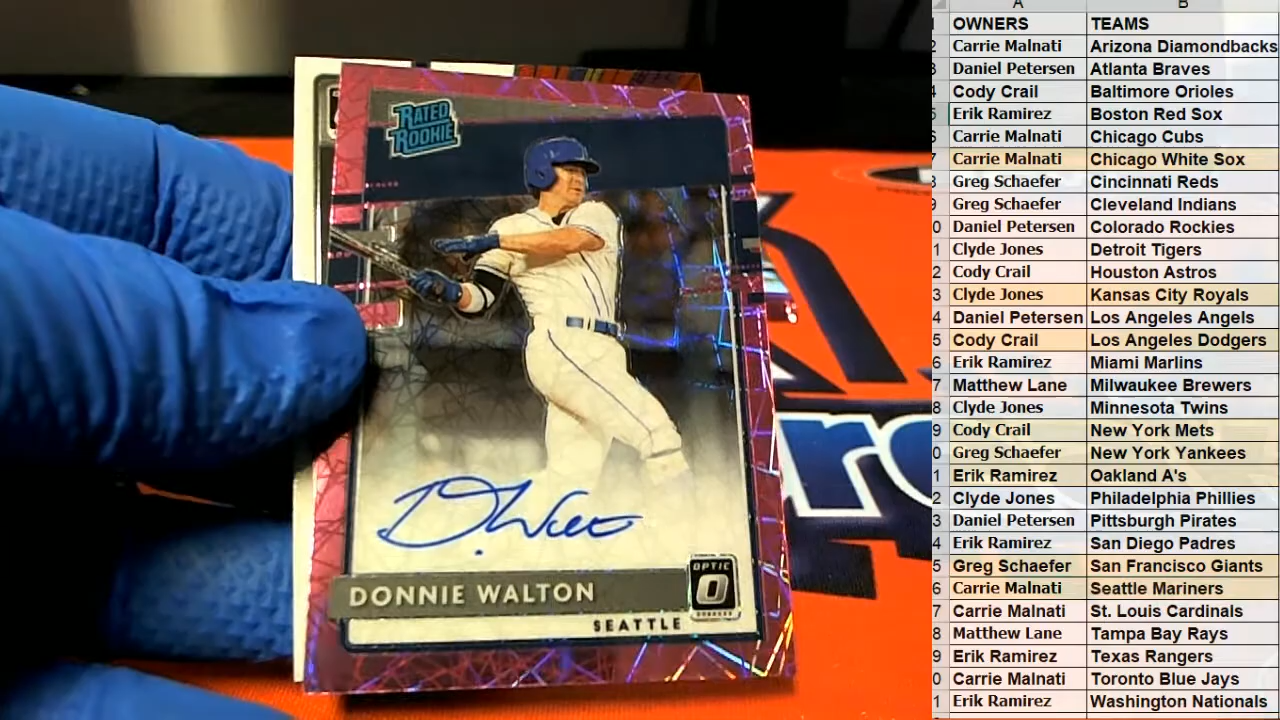 RATED
ROOKIE
DONNIE WALTON
OPTIC
SEATTLE
A B
OWNERS TEAMS
Carrie Malnati Arizona Diamondbacks
Daniel Petersen Atlanta Braves
Cody Crail Baltimore Orioles
Erik Ramirez Boston Red Sox
Carrie Malnati Chicago Cubs
Carrie Malnati Chicago White Sox
Greg Schaefer Cincinnati Reds
Greg Schaefer Cleveland Indians
Daniel Petersen Colorado Rockies
Clyde Jones Detroit Tigers
Cody Crail Houston Astros
Clyde Jones Kansas City Royals
Daniel Petersen Los Angeles Angels
Cody Crail Los Angeles Dodgers
Erik Ramirez Miami Marlins
Matthew Lane Milwaukee Brewers
Clyde Jones Minnesota Twins
Cody Crail New York Mets
Greg Schaefer New York Yankees
Erik Ramirez Oakland A's
Clyde Jones Philadelphia Phillies
Daniel Petersen Pittsburgh Pirates
Erik Ramirez San Diego Padres
Greg Schaefer San Francisco Giants
Carrie Malnati Seattle Mariners
Carrie Malnati St. Louis Cardinals
Matthew Lane Tampa Bay Rays
Erik Ramirez Texas Rangers
Carrie Malnati Toronto Blue Jays
Erik Ramirez Washington Nationals